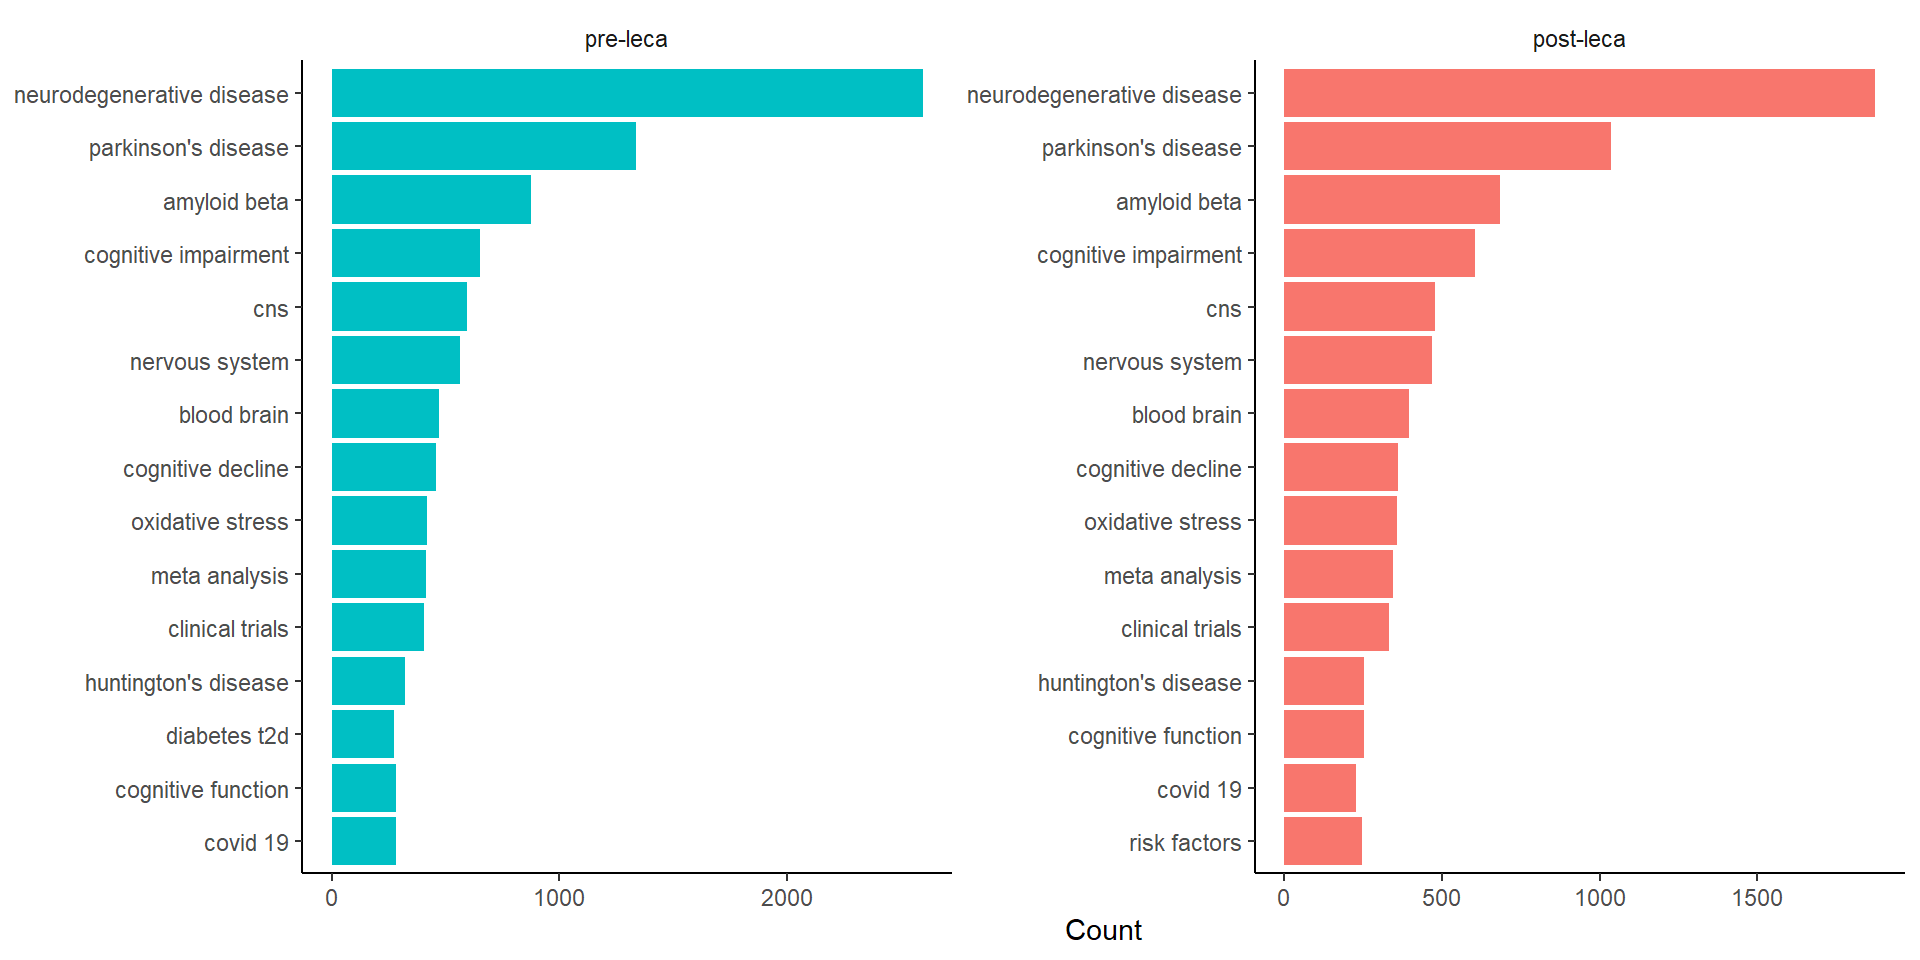 pre-leca
neurodegenerative disease
parkinson's disease
amyloid beta
cognitive impairment
cns
nervous system
blood brain
cognitive decline
oxidative stress
meta analysis
clinical trials
huntington's disease
diabetes t2d
cognitive function
covid 19
0 1000 2000
post-leca
neurodegenerative disease
parkinson's disease
amyloid beta
cognitive impairment
cns
nervous system
blood brain
cognitive decline
oxidative stress
meta analysis
clinical trials
huntington's disease
cognitive function
covid 19
risk factors
0 500 1000 1500
Count